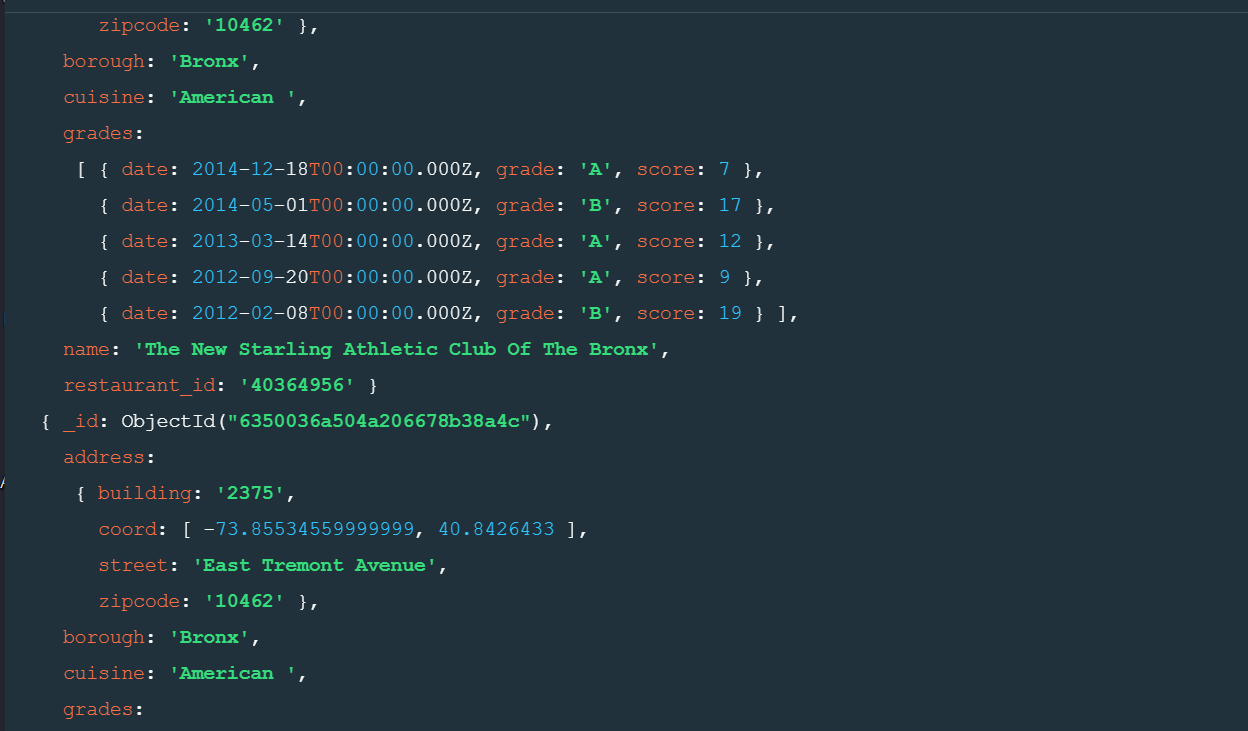 zipcode: '10462' },
borough: 'Bronx',
cuisine: 'American ',
grades:
[ { date: 2014-12-18T00:00:00.000Z, grade: 'A', score: 7 },
{ date: 2014-05-01T00:00:00.000Z, grade: 'B', score: 17 },
{ date: 2013-03-14T00:00:00.000Z, grade: 'A', score: 12 },
{ date: 2012-09-20T00:00:00.000Z, grade: 'A', score: 9 },
{ date: 2012-02-08T00:00:00.000Z, grade: 'B', score: 19 } ],
name: 'The New Starling Athletic Club Of The Bronx',
restaurant_id: '40364956' }
{ _id: ObjectId("6350036a504a206678b38a4c"),
address:
{ building: '2375',
coord: [ -73.85534559999999, 40.8426433 ],
street: 'East Tremont Avenue',
zipcode: '10462' },
borough: 'Bronx',
cuisine: 'American ',
grades: